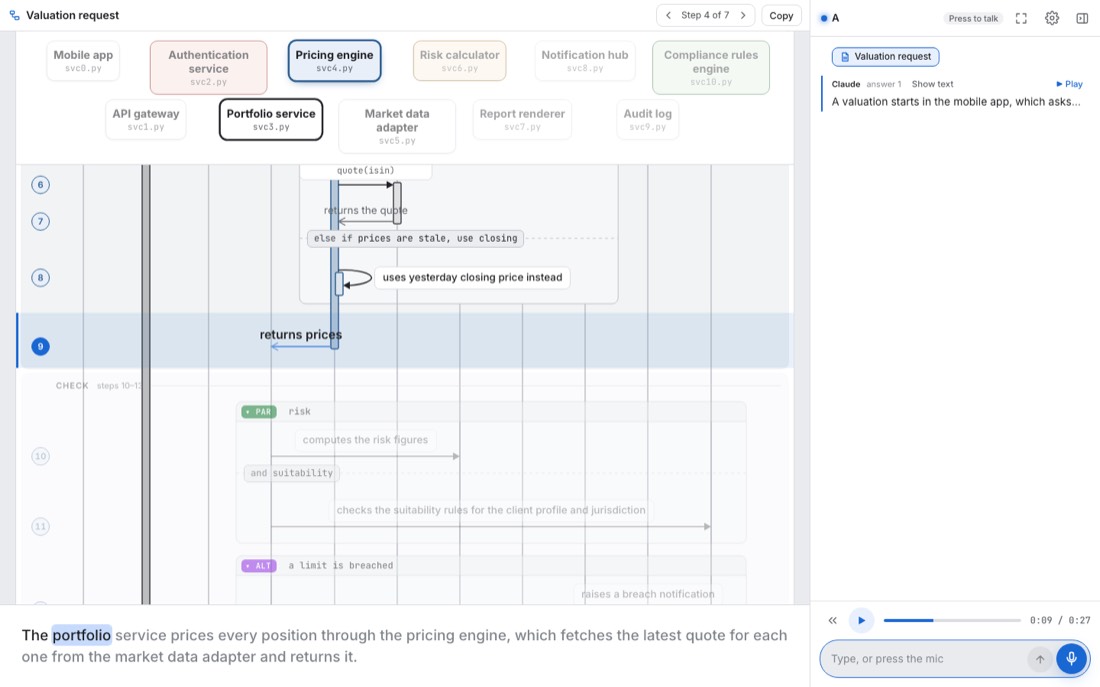 Valuation request
Step 4 of 7
Copy
A
Press to talk
Mobile app
svc0.py
Authentication service
svc2.py
Pricing engine
svc4.py
Risk calculator
svc6.py
Notification hub
svc8.py
Compliance rules engine
svc10.py
API gateway
svc1.py
Portfolio service
svc3.py
Market data adapter
svc5.py
Report renderer
svc7.py
Audit log
svc9.py
Valuation request
Claude answer 1 Show text
Play
A valuation starts in the mobile app, which asks…
quote(isin)
6
returns the quote
7
else if prices are stale, use closing
8
uses yesterday closing price instead
returns prices
9
CHECK steps 10-1
PAR risk
computes the risk figures
10
and suitability
checks the suitability rules for the client profile and jurisdiction
11
ALT a limit is breached
raises a breach notification
The portfolio service prices every position through the pricing engine, which fetches the latest quote for each
one from the market data adapter and returns it.
0:09 / 0:27
Type, or press the mic